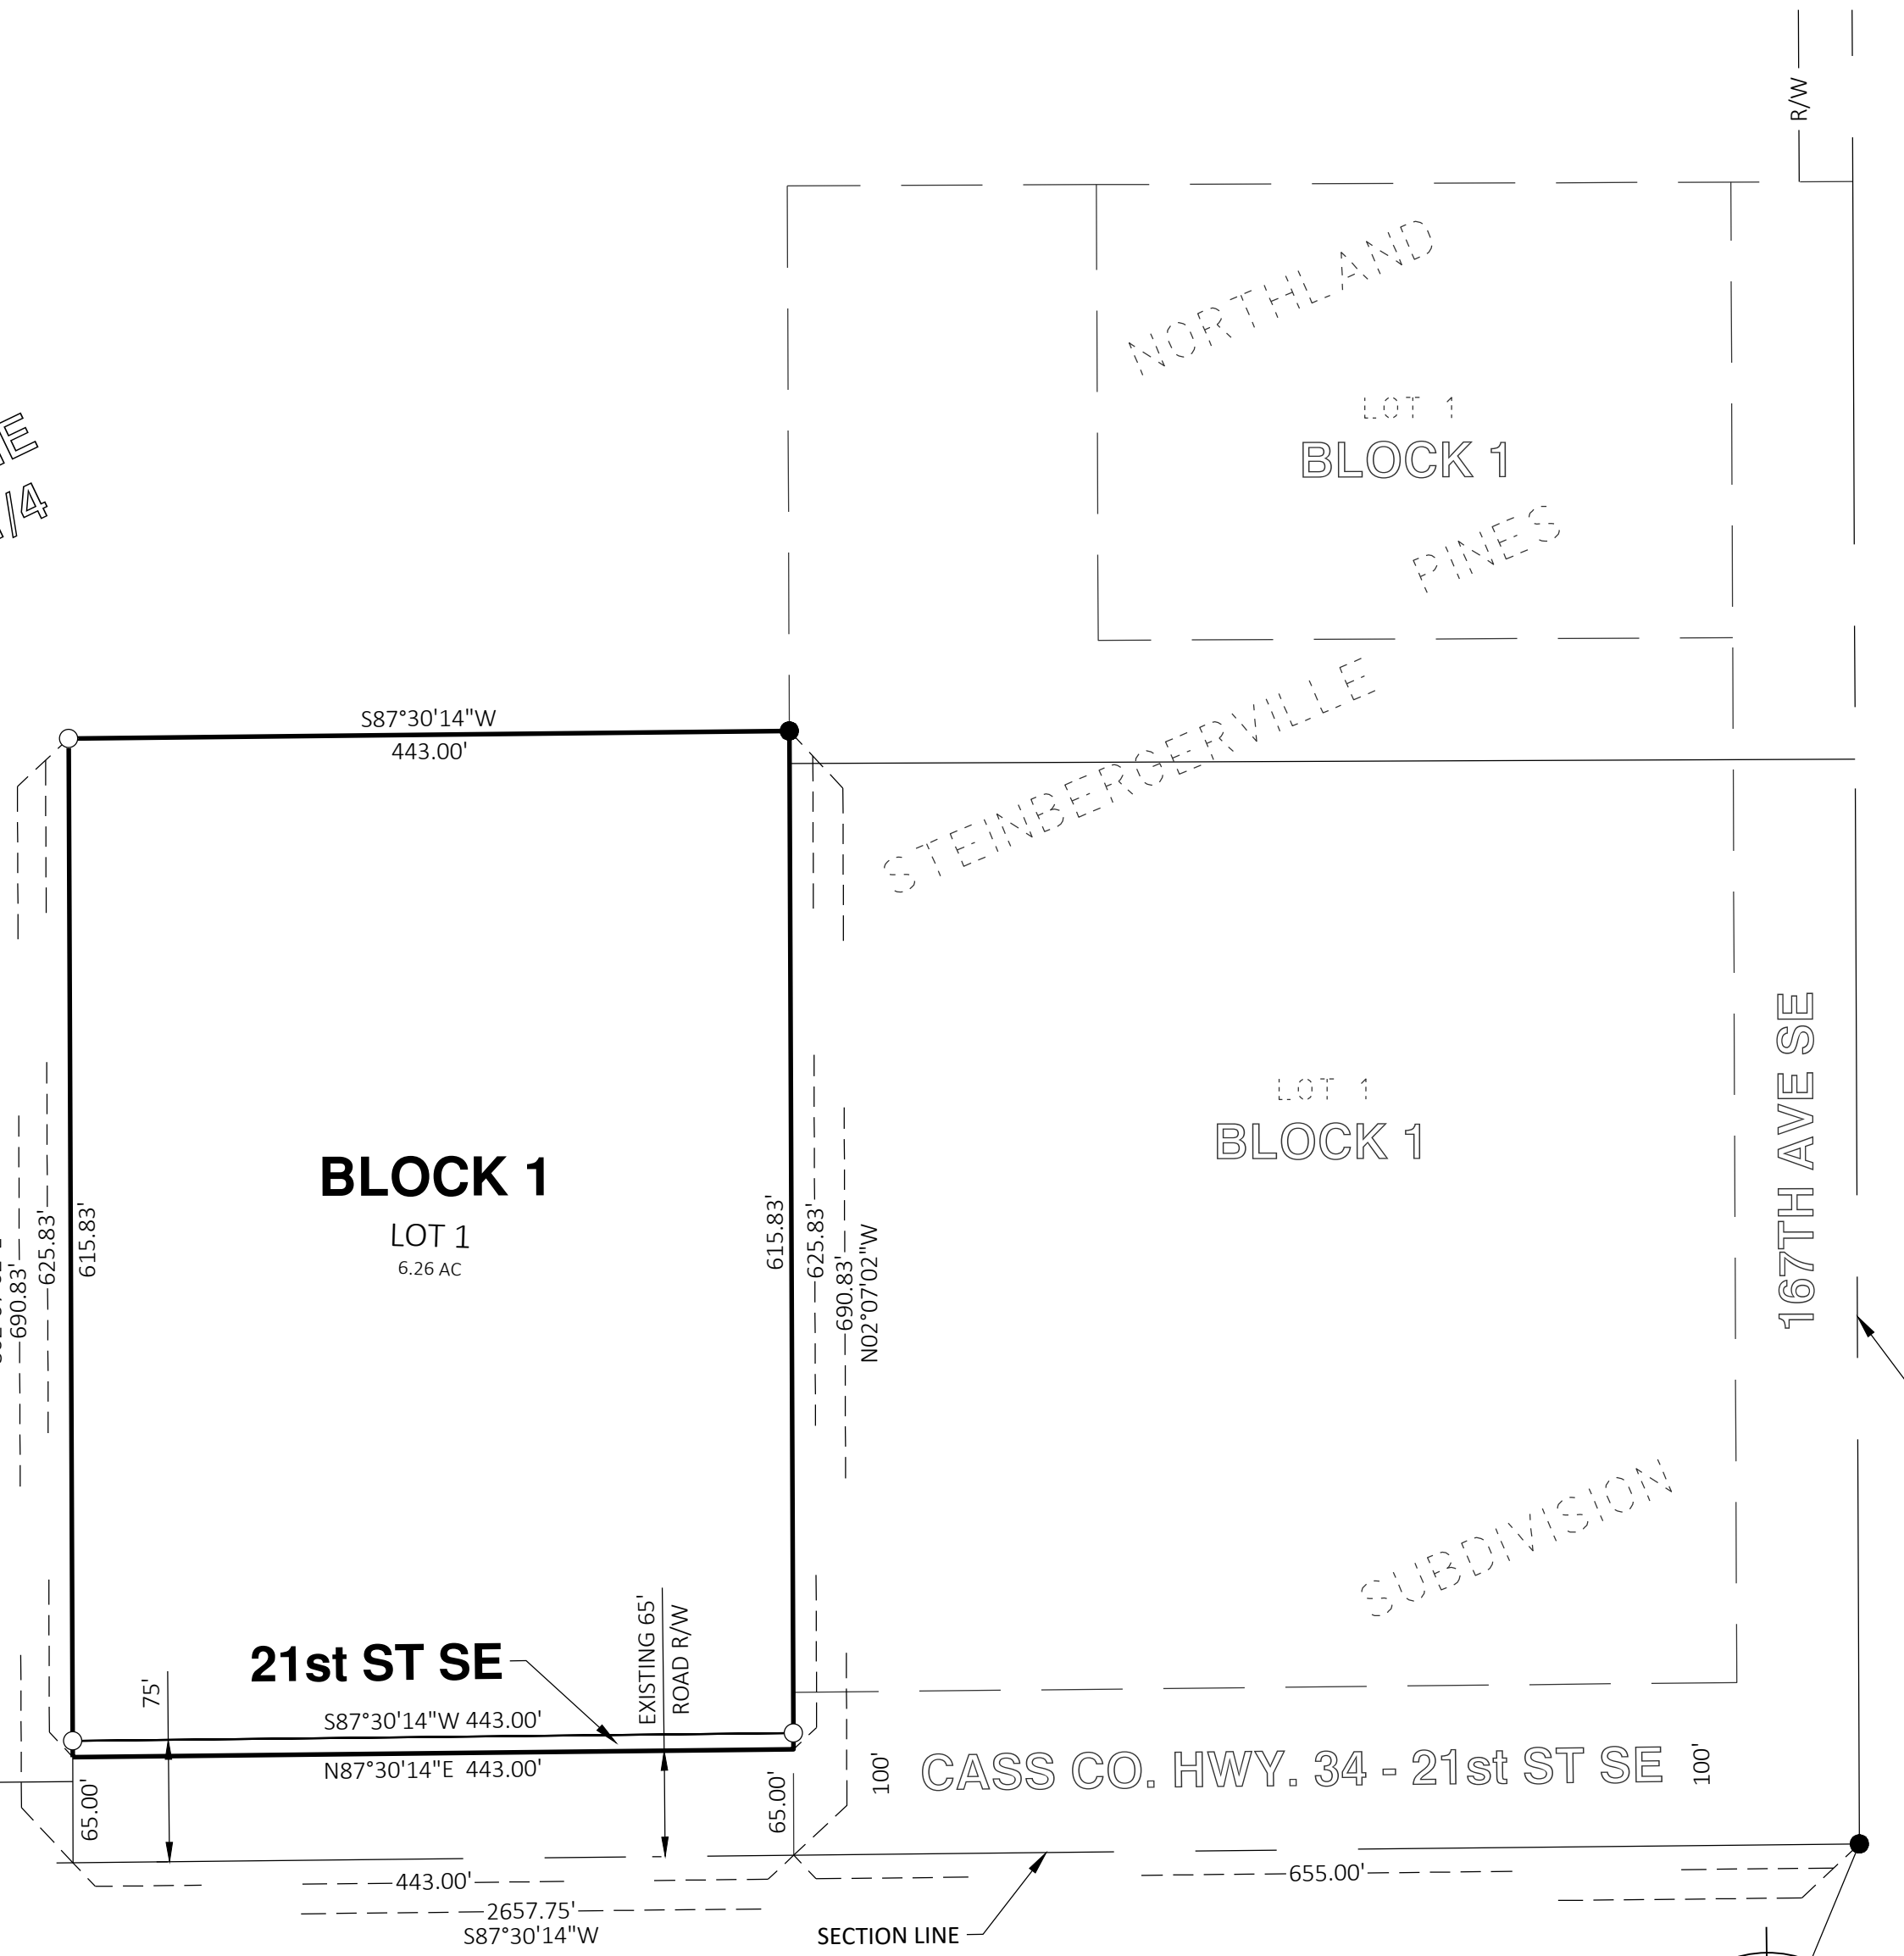 R/W
NORTHLAND
LOT 1
BLOCK 1
PINES
/4
S87°30'14"W
443.00'
STEINBERGERVILLE
LOT 1
BLOCK 1
167TH AVE SE
BLOCK 1
LOT 1
6.26 AC
690.83'
625.83'
615.83'
615.83'
625.83'
690.83'
N02°07'02"W
SUBDIVISION
21st ST SE
75'
EXISTING 65'
ROAD R/W
S87°30'14"W 443.00'
N87°30'14"E 443.00'
65.00'
65.00'
100'
CASS CO. HWY. 34 - 21st ST SE
100'
443.00'
655.00'
2657.75'
S87°30'14"W
SECTION LINE